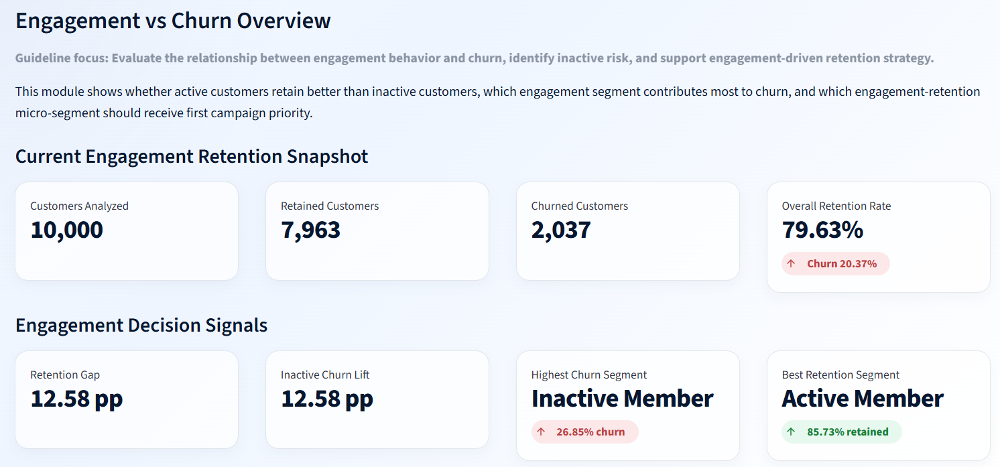 Engagement vs Churn Overview
Guideline focus: Evaluate the relationship between engagement behavior and churn, identify inactive risk, and support engagement-driven retention strategy.
This module shows whether active customers retain better than inactive customers, which engagement segment contributes most to churn, and which engagement-retention
micro-segment should receive first campaign priority.
Current Engagement Retention Snapshot
Customers Analyzed
10,000
Retained Customers
7,963
Churned Customers
2,037
Overall Retention Rate
79.63%
↑ Churn 20.37%
Engagement Decision Signals
Retention Gap
12.58 pp
Inactive Churn Lift
12.58 pp
Highest Churn Segment
Inactive Member
↑ 26.85% churn
Best Retention Segment
Active Member
↑ 85.73% retained